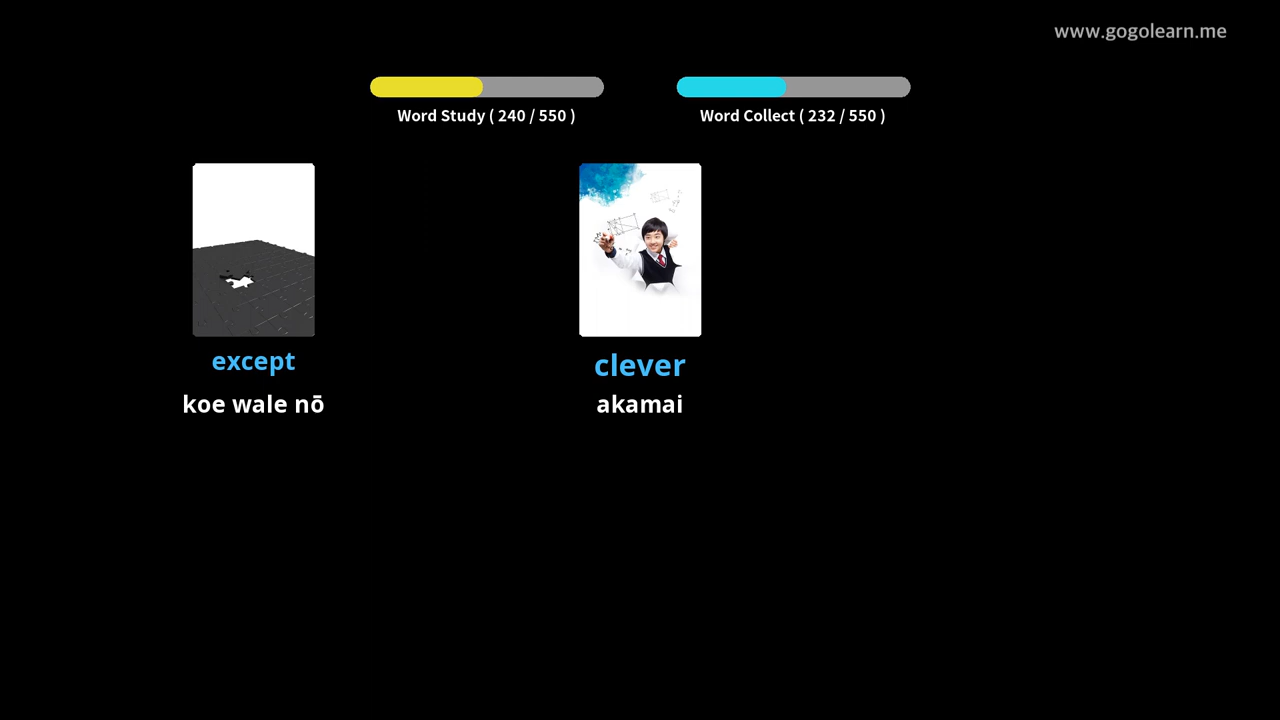 www.gogolearn.me
Word Study ( 240 / 550 )
Word Collect ( 232 / 550 )
except
koe wale nō
clever
akamai